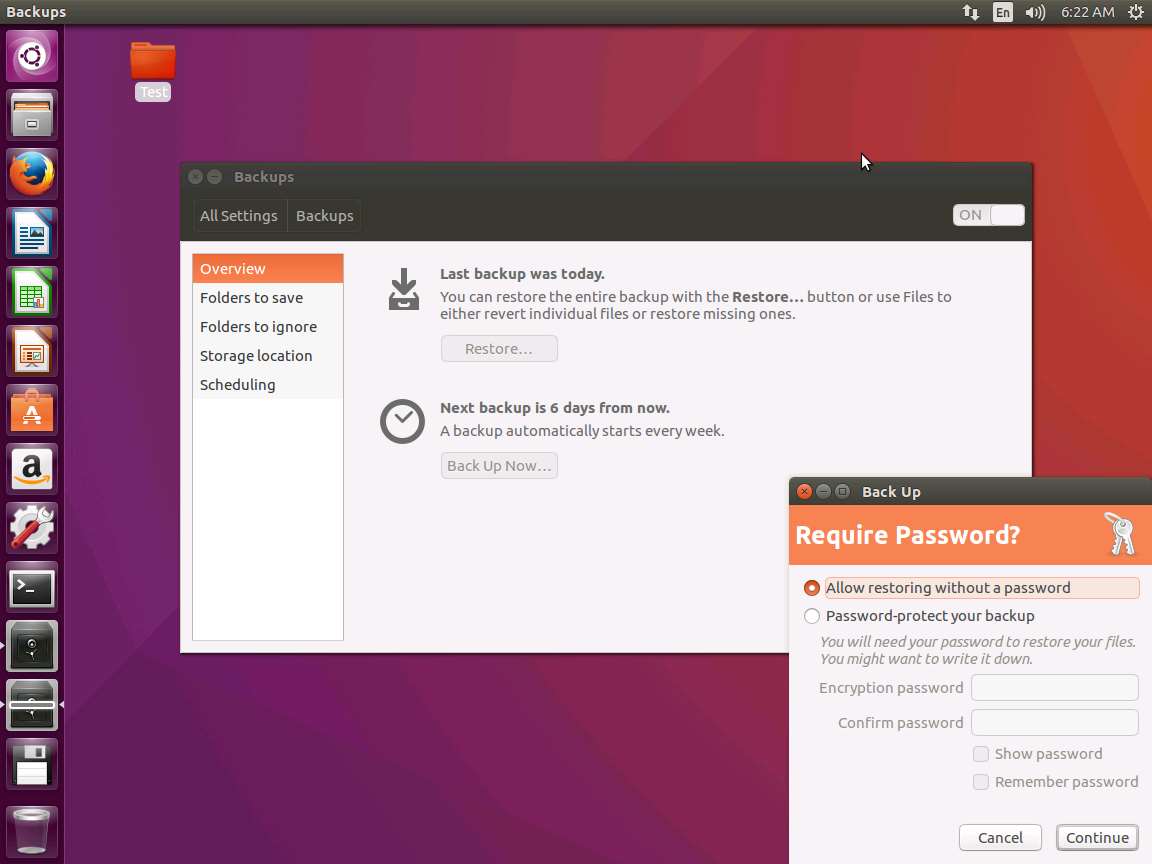 Backups
En
6:22 AM
Test
Backups
All Settings
Backups
ON
Overview
Folders to save
Folders to ignore
Storage location
Scheduling
Last backup was today.
You can restore the entire backup with the Restore... button or use Files to
either revert individual files or restore missing ones.
Restore...
Next backup is 6 days from now.
A backup automatically starts every week.
Back Up Now...
Back Up
Require Password?
Allow restoring without a password
Password-protect your backup
You will need your password to restore your files.
You might want to write it down.
Encryption password
Confirm password
Show password
Remember password
Cancel
Continue